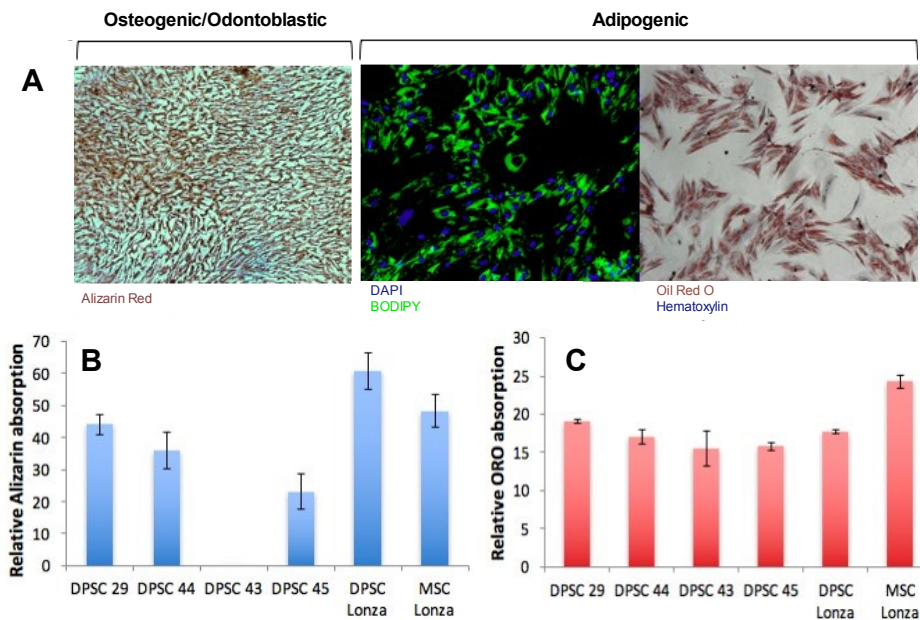 Osteogenic/Odontoblastic
Adipogenic
A
Alizarin Red
DAPI
BODIPY
Oil Red O
Hematoxylin
B
Relative Alizarin absorption
70
60
50
40
30
20
10
0
DPSC 29
DPSC 44
DPSC 43
DPSC 45
DPSC
Lonza
MSC
Lonza
C
Relative ORO absorption
30
25
20
15
10
5
0
DPSC 29
DPSC 44
DPSC 43
DPSC 45
DPSC
Lonza
MSC
Lonza